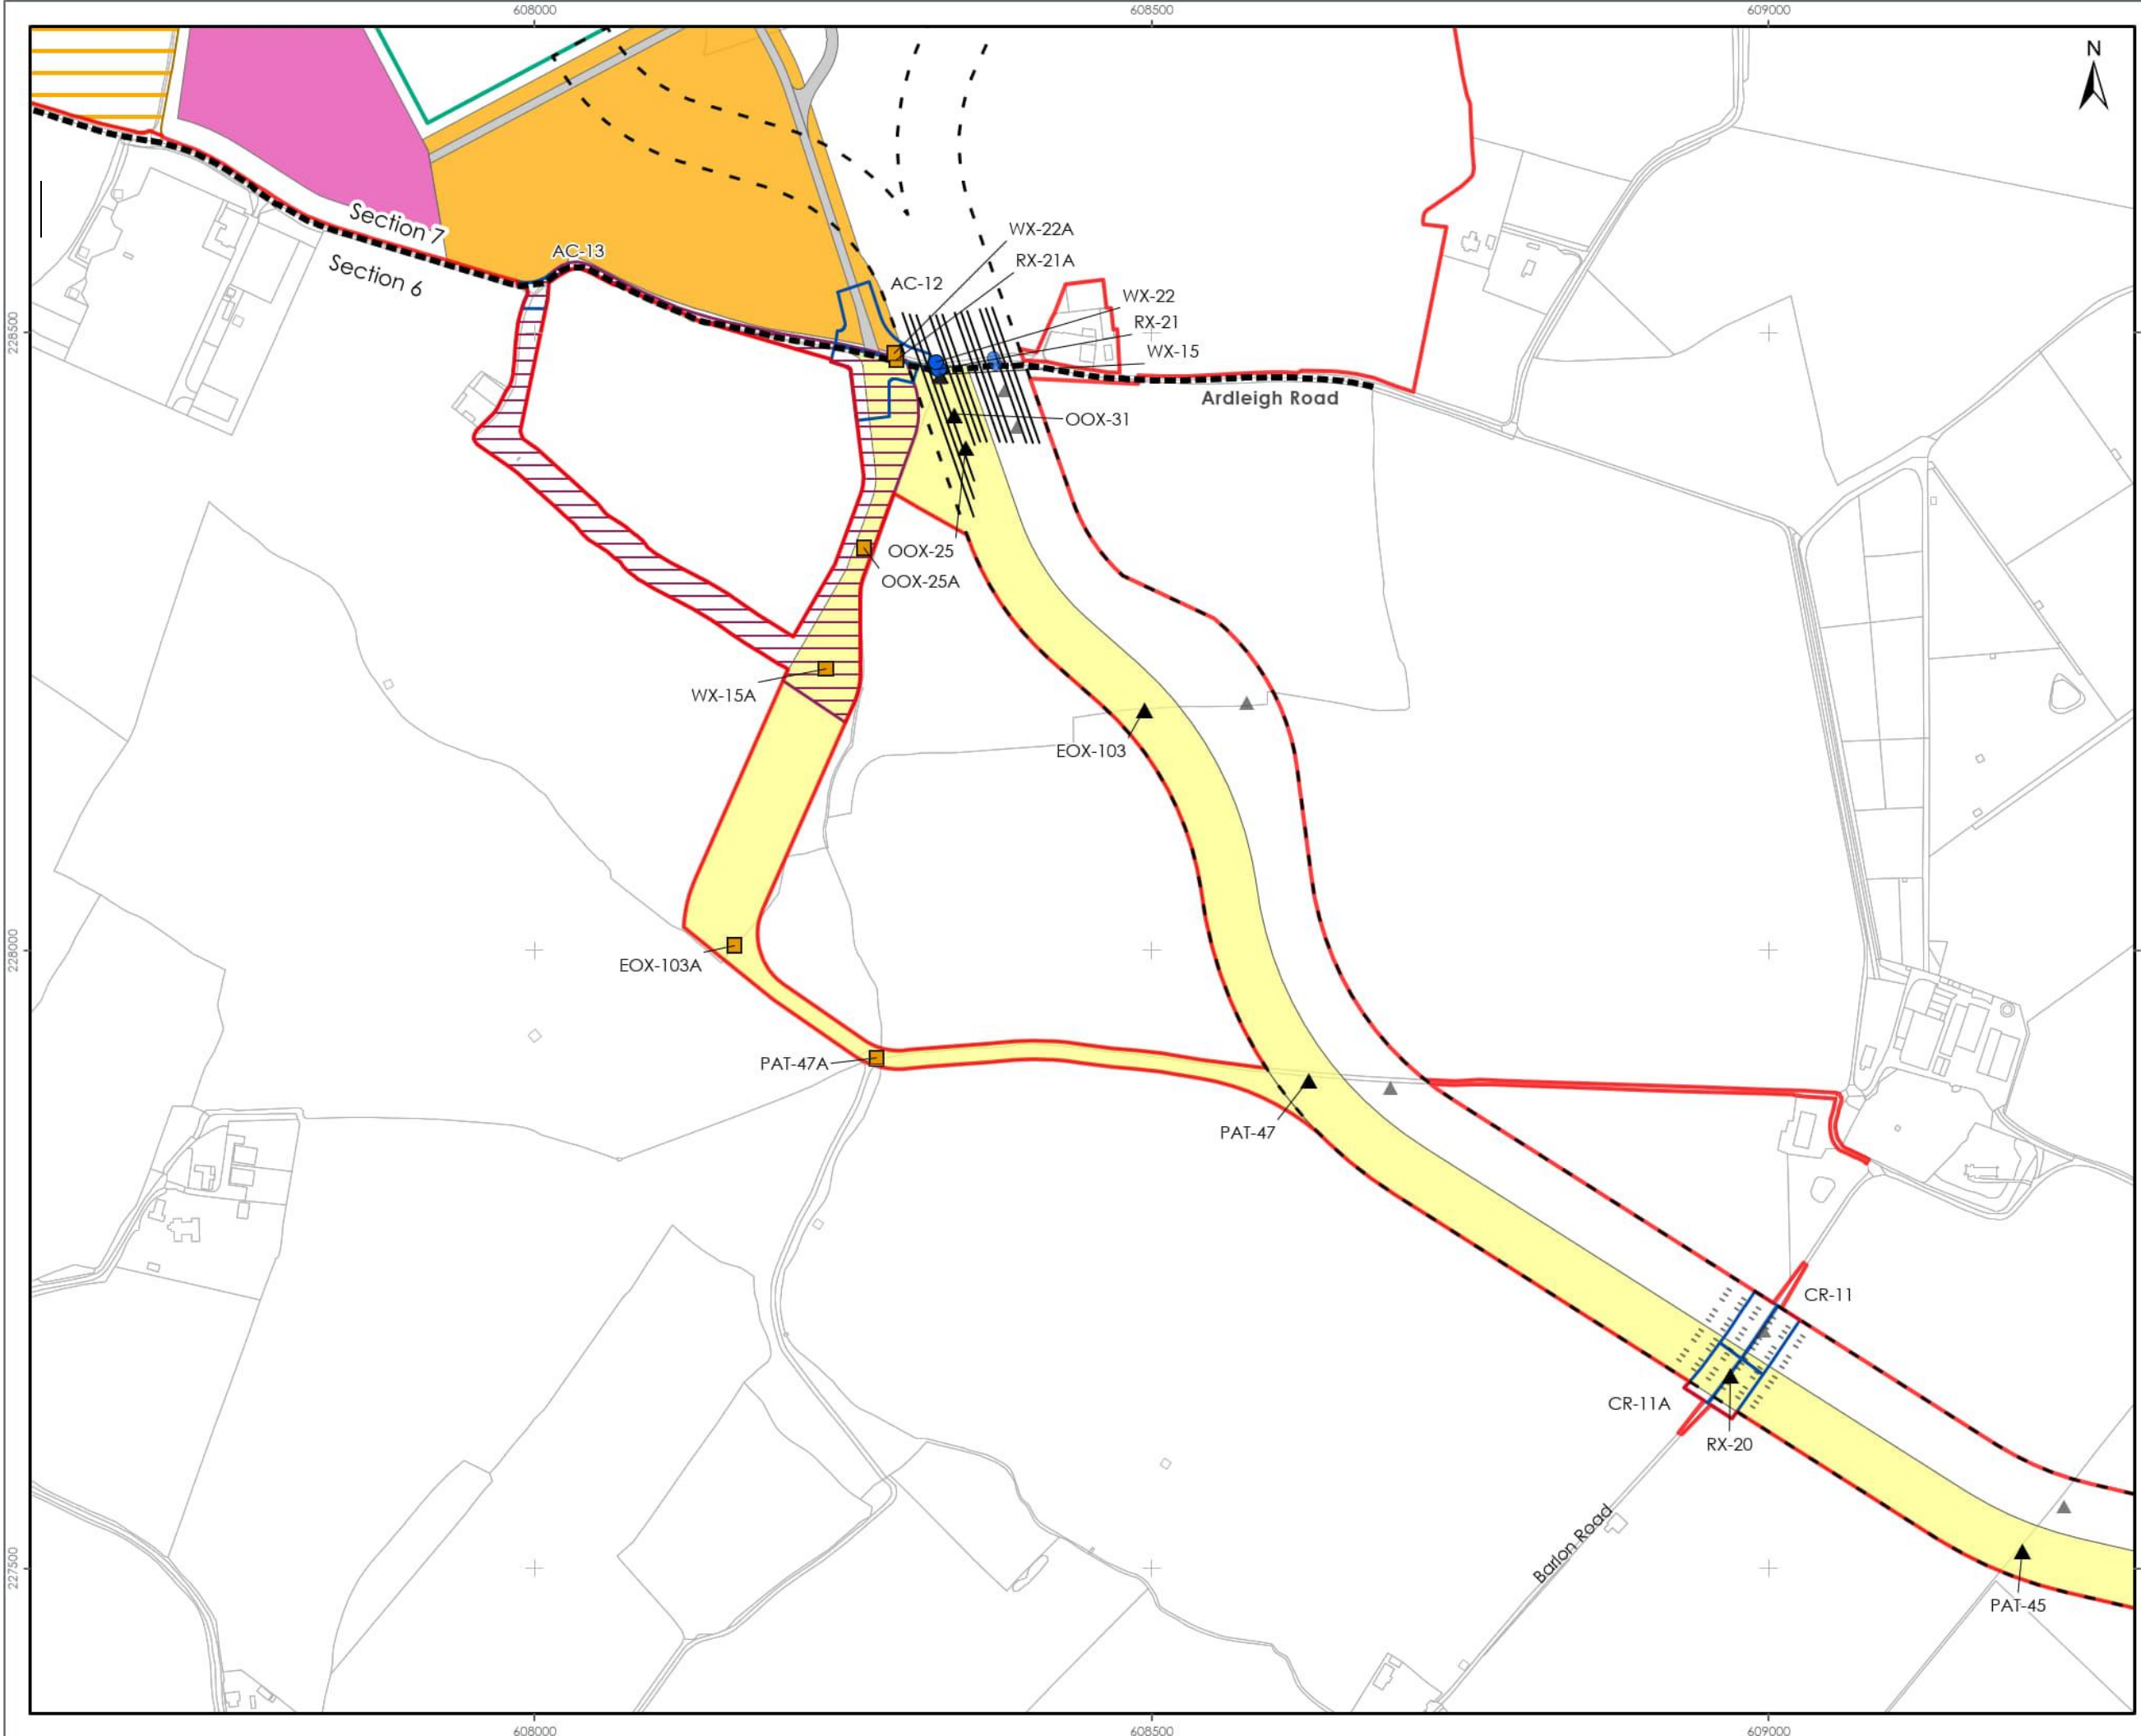 608000
608500
609000
N
Section 7
Section 6
AC-13
WX-22A
RX-21A
AC-12
WX-22
RX-21
WX-15
228500
228500
Ardleigh Road
OOX-31
OOX-25
OOX-25A
WX-15A
EOX-103
228000
EOX-103A
PAT-47A
PAT-47
CR-11
CR-11A
RX-20
Barlon Road
227500
PAT-45
608000
608500
609000